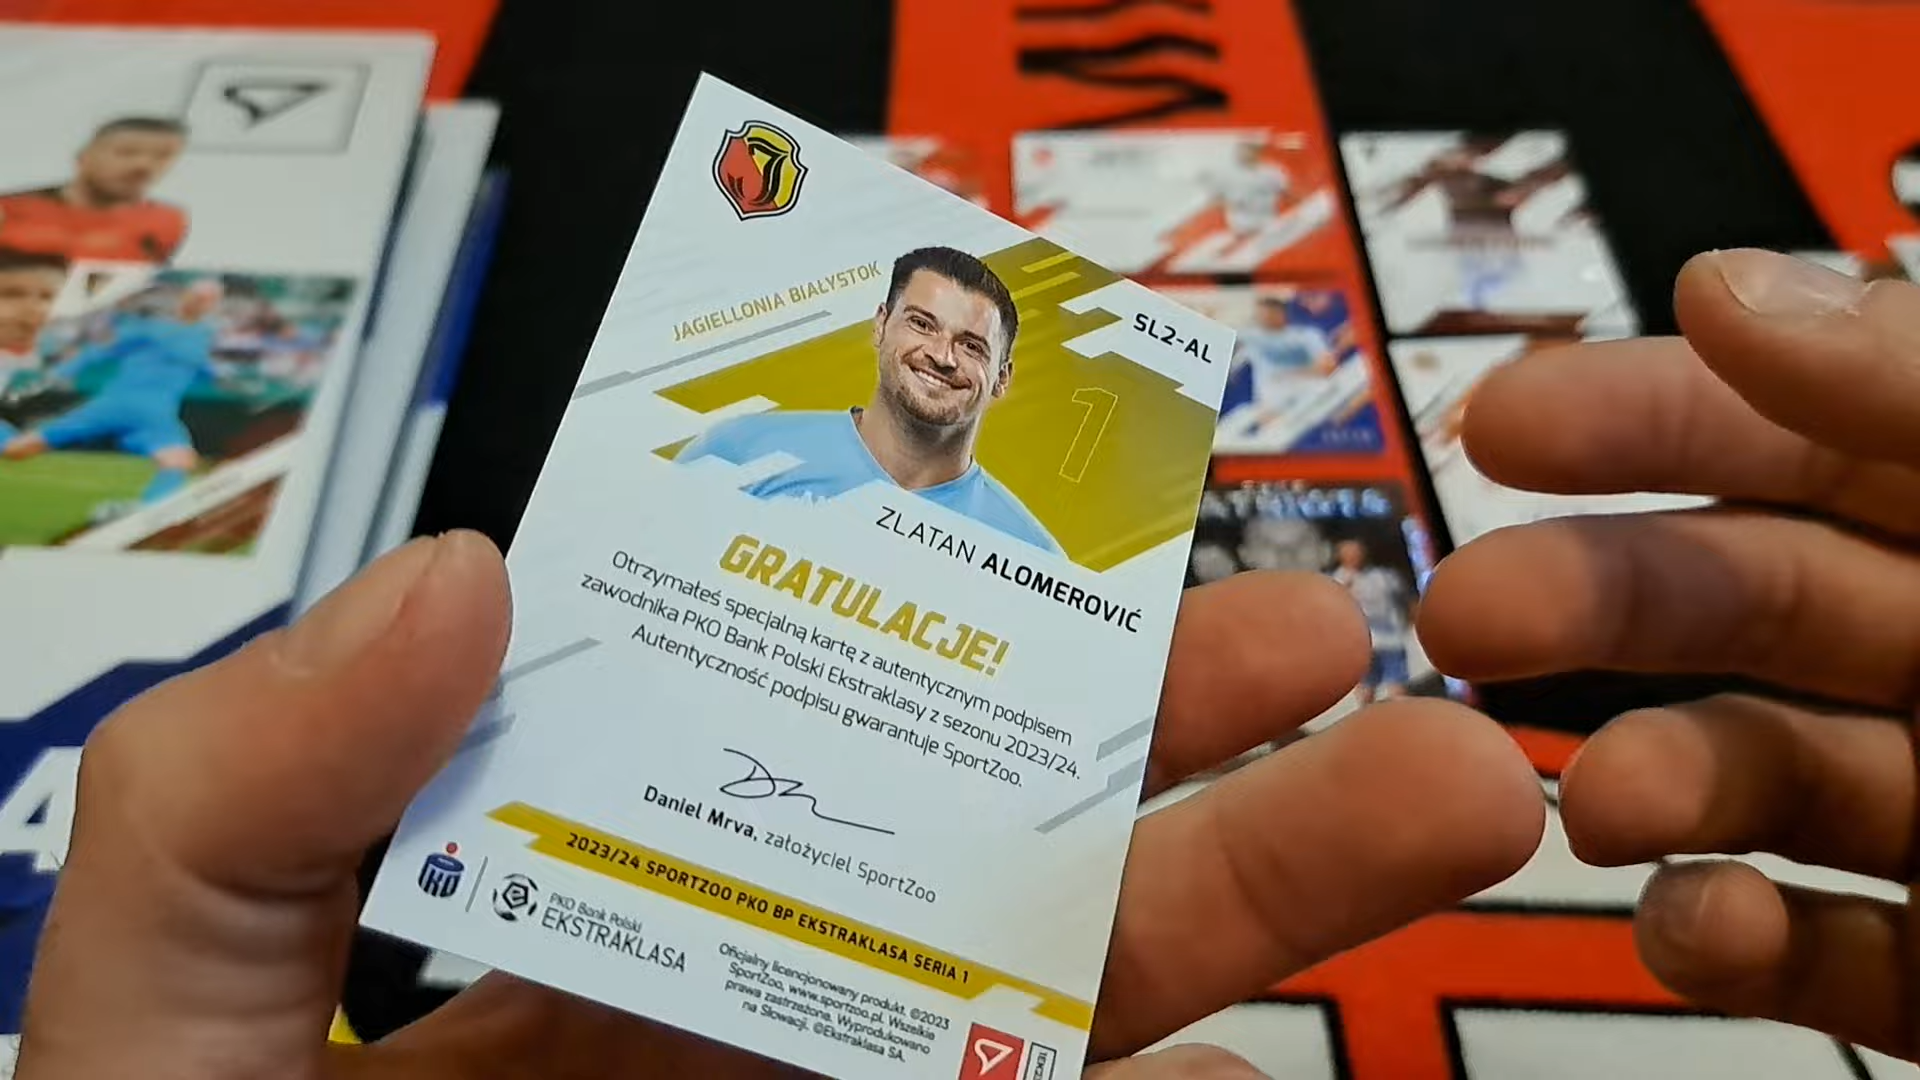 JAGIELLONIA BIAŁYSTOK
SL2-AL
1
ZLATAN ALOMEROVIĆ
GRATULACJE!
Otrzymałeś specjalną kartę z autentycznym podpisem
zawodnika PKO Bank Polski Ekstraklasy z sezonu 2023/24.
Autentyczność podpisu gwarantuje SportZoo.
Daniel Mrva, założyciel SportZoo
2023/24 SPORTZOO PKO BP EKSTRAKLASA SERIA 1
PKO Bank Polski
EKSTRAKLASA
Oficjalny licencjonowany produkt. ©2023
SportZoo, www.sportzoo.pl. Wszelkie
prawa zastrzeżone. Wyprodukowano
na Słowacji. ©Ekstraklasa SA.